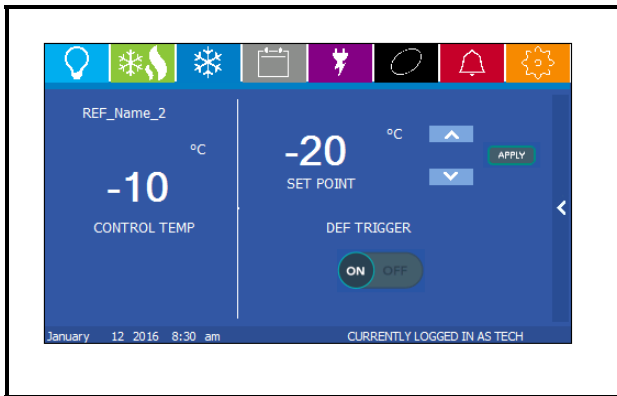 REF_Name_2
°C
-10
CONTROL TEMP
-20
°C
SET POINT
APPLY
DEF TRIGGER
ON OFF
January 12 2016 8:30 am
CURRENTLY LOGGED IN AS TECH